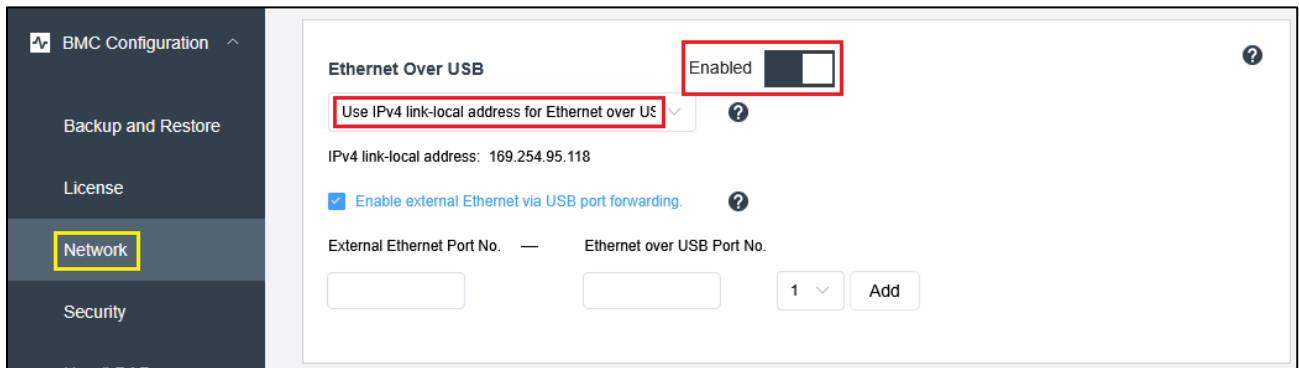 BMC Configuration
Backup and Restore
License
Network
Security
Ethernet Over USB
Enabled
Use IPv4 link-local address for Ethernet over US
IPv4 link-local address: 169.254.95.118
Enable external Ethernet via USB port forwarding.
External Ethernet Port No. — Ethernet over USB Port No.
1 Add